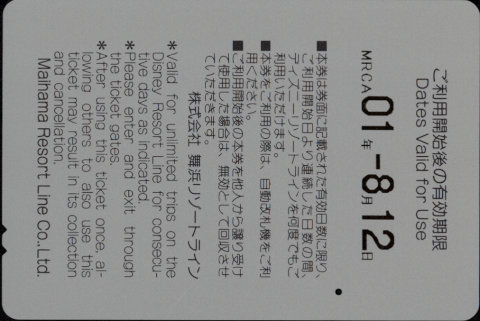 ご利用開始後の有効期限
Dates Valid for Use
MRCA 01年-8月12日
■本券は券面に記載された有効日数に限り、
ご利用開始日より連続した日数の間、
ディズニーリゾートラインを何度でもご
利用いただけます。
■本券をご利用の際は、自動改札機をご利
用ください。
■ご利用開始後の本券を他人から譲り受け
て使用した場合は、無効として回収させ
ていただきます。
株式会社 舞浜リゾートライン
*Valid for unlimited trips on the
Disney Resort Line for consecu-
tive days as indicated.
*Please enter and exit through
the ticket gates.
*After using this ticket once, al-
lowing others to also use this
ticket may result in its collection
and cancellation.
Maihama Resort Line Co.,Ltd.